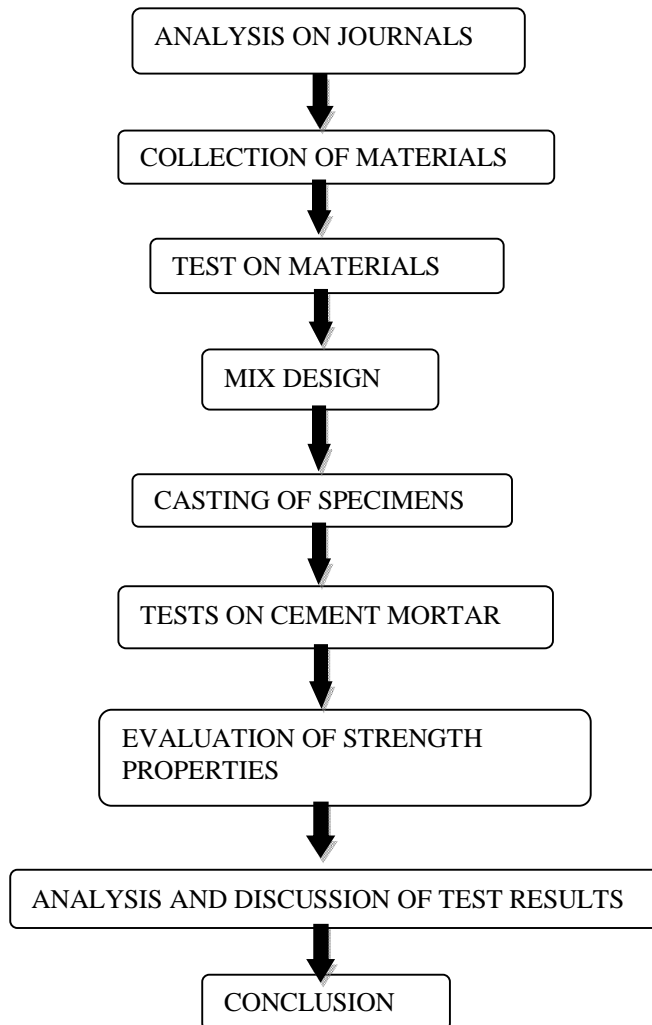 ANALYSIS ON JOURNALS
COLLECTION OF MATERIALS
TEST ON MATERIALS
MIX DESIGN
CASTING OF SPECIMENS
TESTS ON CEMENT MORTAR
EVALUATION OF STRENGTH
PROPERTIES
ANALYSIS AND DISCUSSION OF TEST RESULTS
CONCLUSION